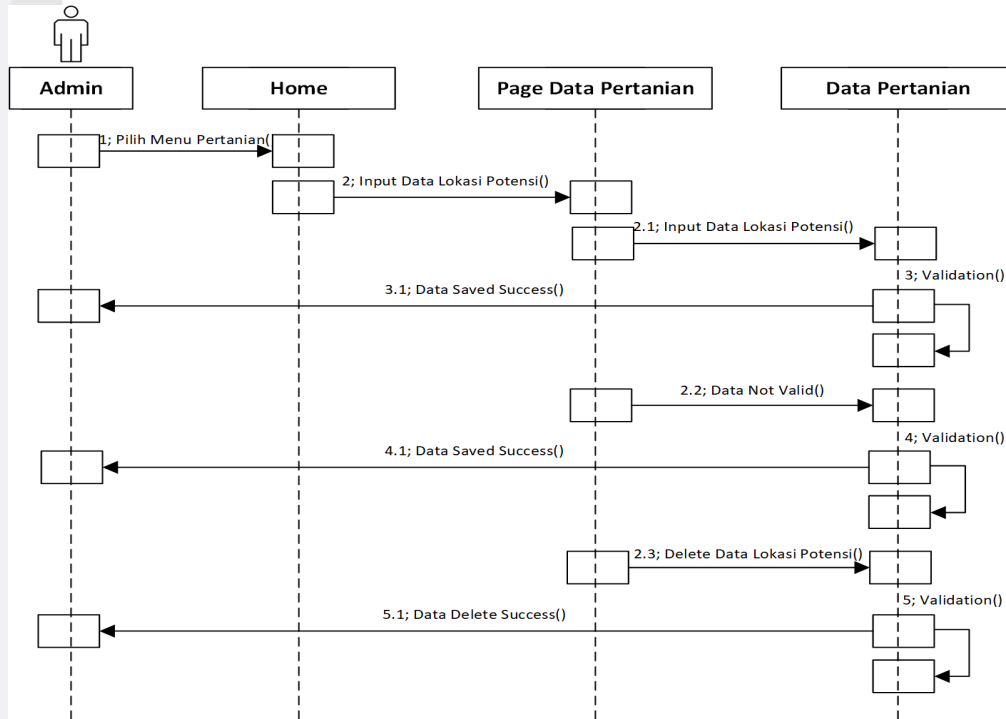 Admin
Home
Page Data Pertanian
Data Pertanian
1; Pilih Menu Pertanian(
2; Input Data Lokasi Potensi()
2.1; Input Data Lokasi Potensi()
3; Validation()
3.1; Data Saved Success()
2.2; Data Not Valid()
4; Validation()
4.1; Data Saved Success()
2.3; Delete Data Lokasi Potensi()
5; Validation()
5.1; Data Delete Success()